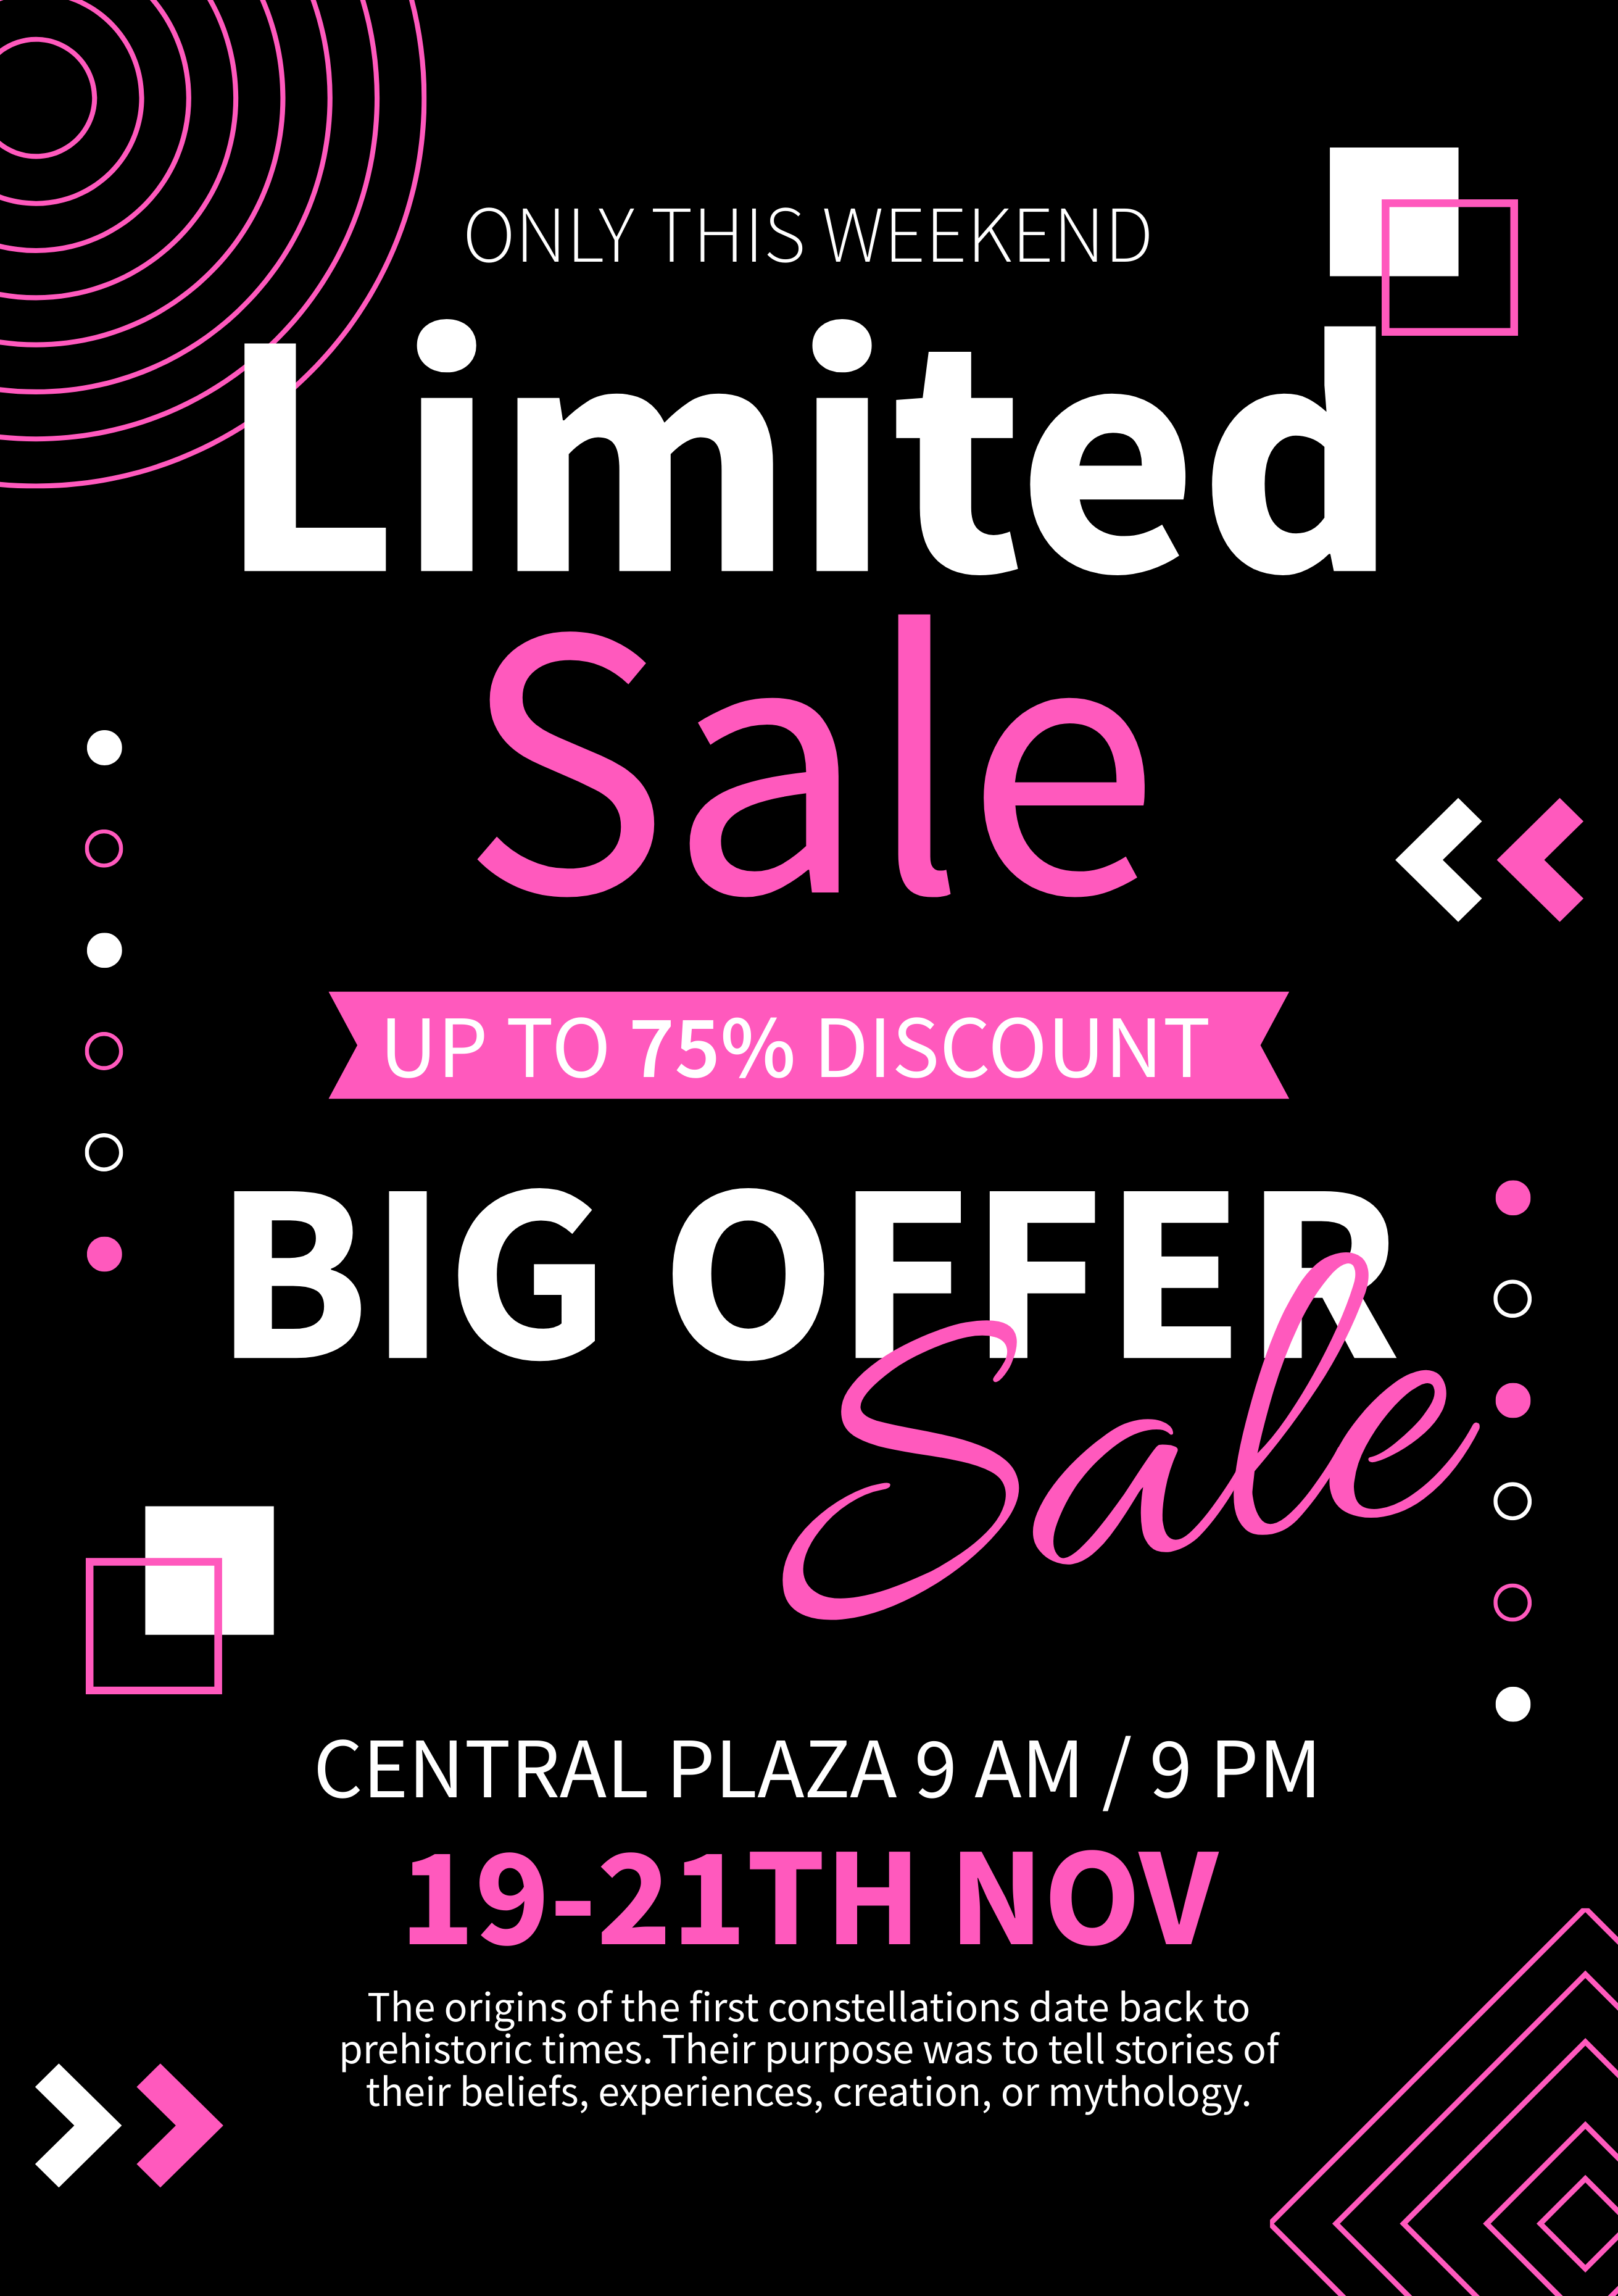 ONLY THIS WEEKEND
Limited
Sale
UP TO 75% DISCOUNT
BIG OFFER
Sale
CENTRAL PLAZA 9 AM / 9 PM
19-21TH NOV
The origins of the first constellations date back to
prehistoric times. Their purpose was to tell stories of
their beliefs, experiences, creation, or mythology.